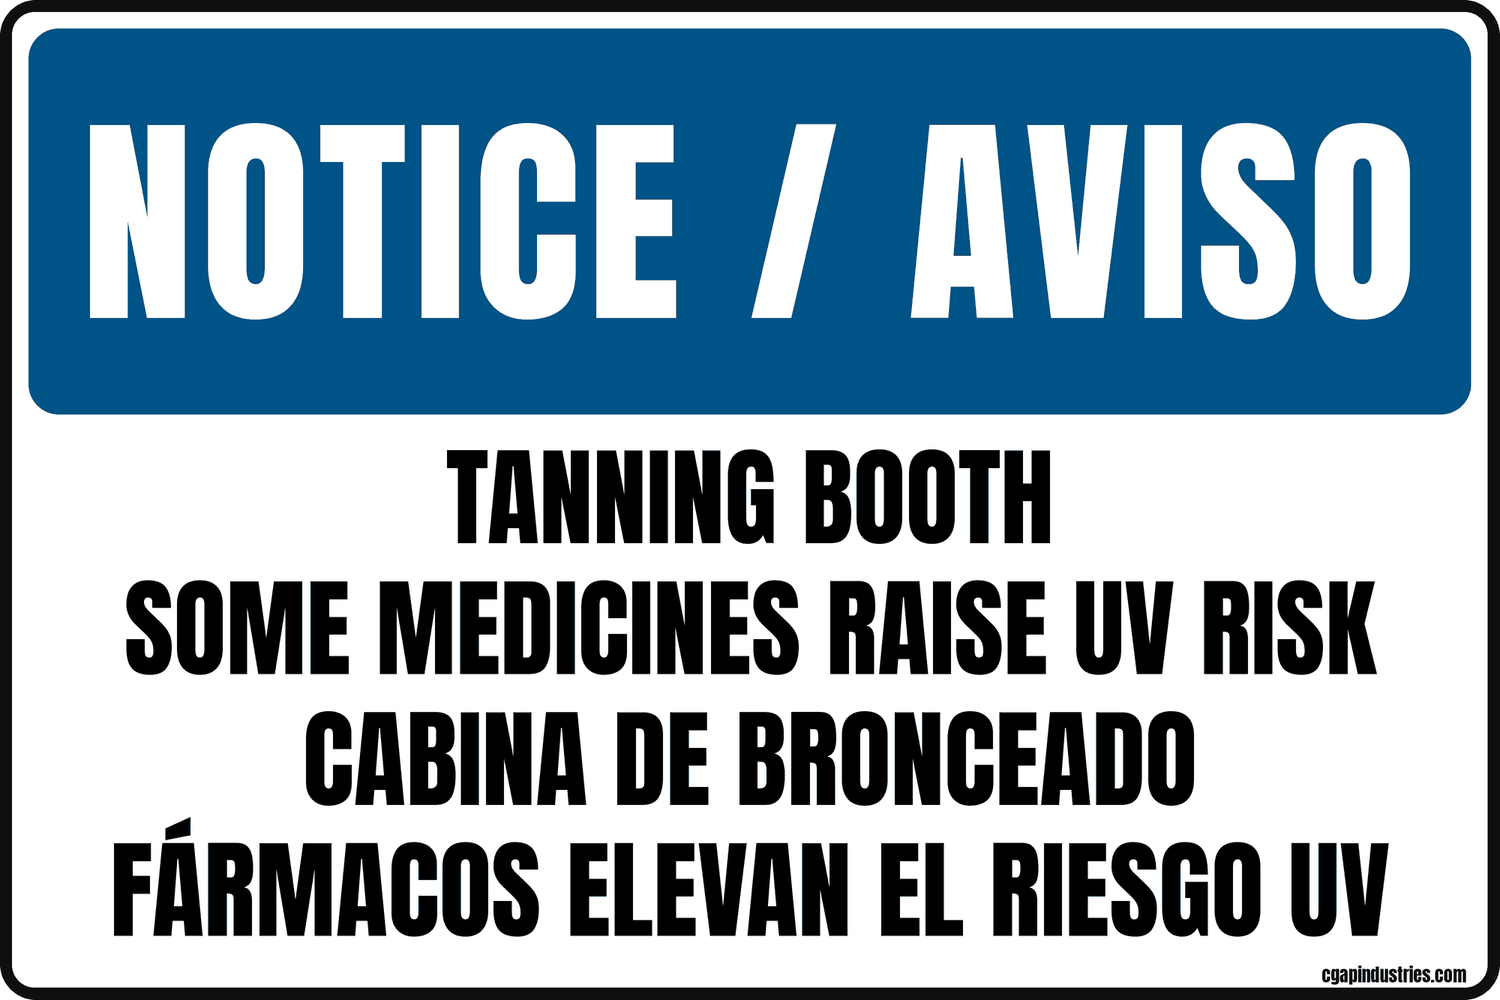 NOTICE / AVISO
TANNING BOOTH
SOME MEDICINES RAISE UV RISK
CABINA DE BRONCEADO
FÁRMACOS ELEVAN EL RIESGO UV
cgapindustries.com